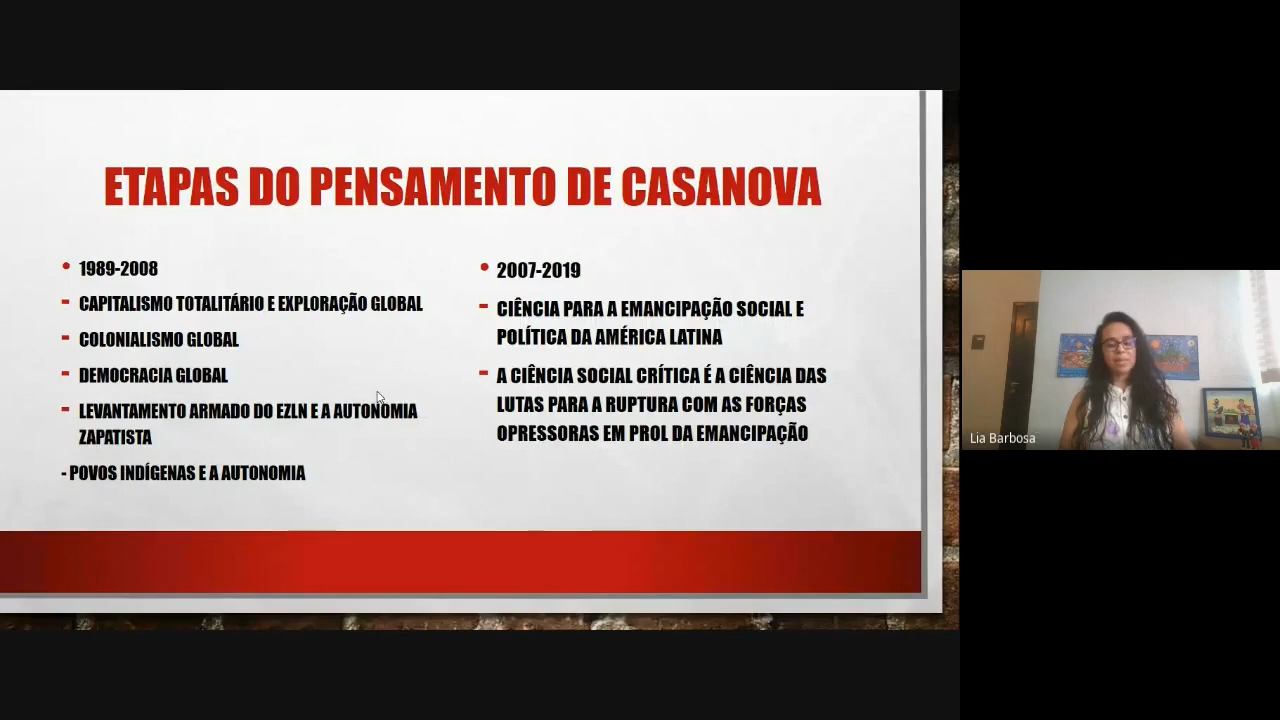 ETAPAS DO PENSAMENTO DE CASANOVA
• 1989-2008
- CAPITALISMO TOTALITÁRIO E EXPLORAÇÃO GLOBAL
- COLONIALISMO GLOBAL
- DEMOCRACIA GLOBAL
- LEVANTAMENTO ARMADO DO EZLN E A AUTONOMIA
ZAPATISTA
- POVOS INDÍGENAS E A AUTONOMIA
• 2007-2019
- CIÊNCIA PARA A EMANCIPAÇÃO SOCIAL E
POLÍTICA DA AMÉRICA LATINA
- A CIÊNCIA SOCIAL CRÍTICA É A CIÊNCIA DAS
LUTAS PARA A RUPTURA COM AS FORÇAS
OPRESSORAS EM PROL DA EMANCIPAÇÃO
Lia Barbosa